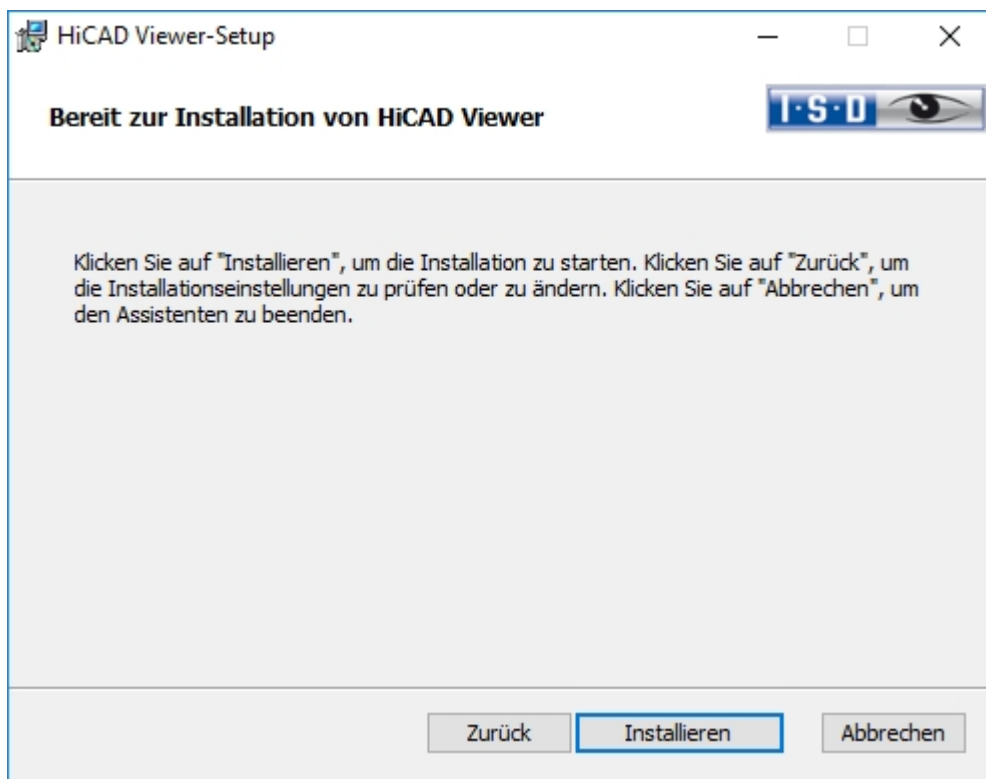 HiCAD Viewer-Setup
Bereit zur Installation von HiCAD Viewer
I·S·D
Klicken Sie auf "Installieren", um die Installation zu starten. Klicken Sie auf "Zurück", um
die Installationseinstellungen zu prüfen oder zu ändern. Klicken Sie auf "Abbrechen", um
den Assistenten zu beenden.
Zurück
Installieren
Abbrechen